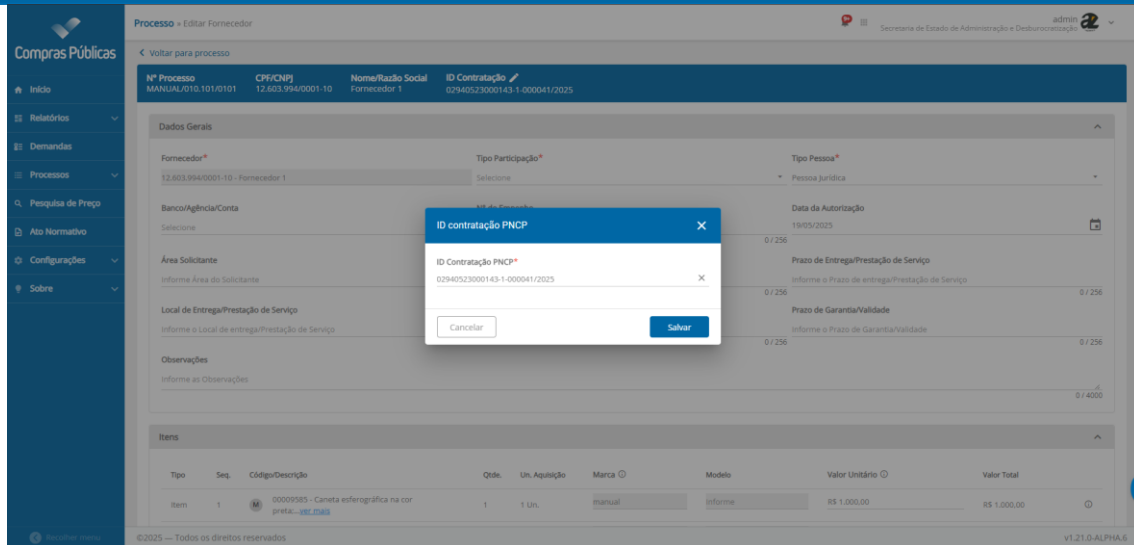 Processo » Editar Fornecedor
admin
Secretaria de Estado de Administração e Desburocratização
Compras Públicas
Voltar para processo
Nº Processo CPF/CNPJ Nome/Razão Social ID Contratação
MANUAL/010.101/0101 12.603.994/0001-10 Fornecedor 1 02940523000143-1-000041/2025
Início
Relatórios
Demandas
Processos
Pesquisa de Preço
Ato Normativo
Configurações
Sobre
Dados Gerais
Fornecedor* Tipo Participação* Tipo Pessoa*
12.603.994/0001-10 - Fornecedor 1 Selecione Pessoa Jurídica
Banco/Agência/Conta Nº do Empenho Data da Autorização
Selecione 19/05/2025
0 / 256
ID contratação PNCP
ID Contratação PNCP*
02940523000143-1-000041/2025
Cancelar Salvar
Área Solicitante Prazo de Entrega/Prestação de Serviço
Informe Área do Solicitante Informe o Prazo de entrega/Prestação de Serviço
0 / 256 0 / 256
Local de Entrega/Prestação de Serviço Prazo de Garantia/Validade
Informe o Local de entrega/Prestação de Serviço Informe o Prazo de Garantia/Validade
0 / 256 0 / 256
Observações
Informe as Observações
0 / 4000
Itens
Tipo Seq. Código/Descrição Qtde. Un. Aquisição Marca Modelo Valor Unitário Valor Total
Item 1 M 00009585 - Caneta esferográfica na cor preta;...ver mais 1 1 Un. manual informe R$ 1.000,00 R$ 1.000,00
Recolher menu
©2025 — Todos os direitos reservados
v1.21.0-ALPHA.6